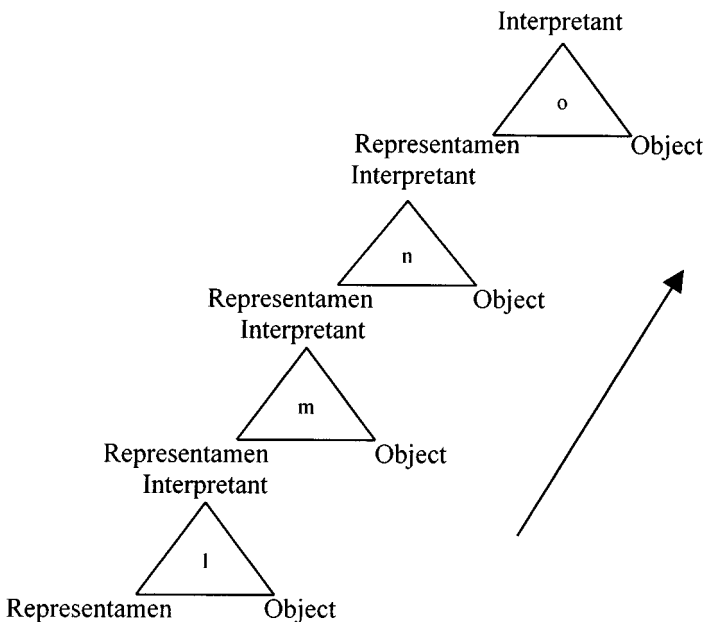 Interpretant
o
Representamen Object
Interpretant
n
Representamen Object
Interpretant
m
Representamen Object
Interpretant
l
Representamen Object